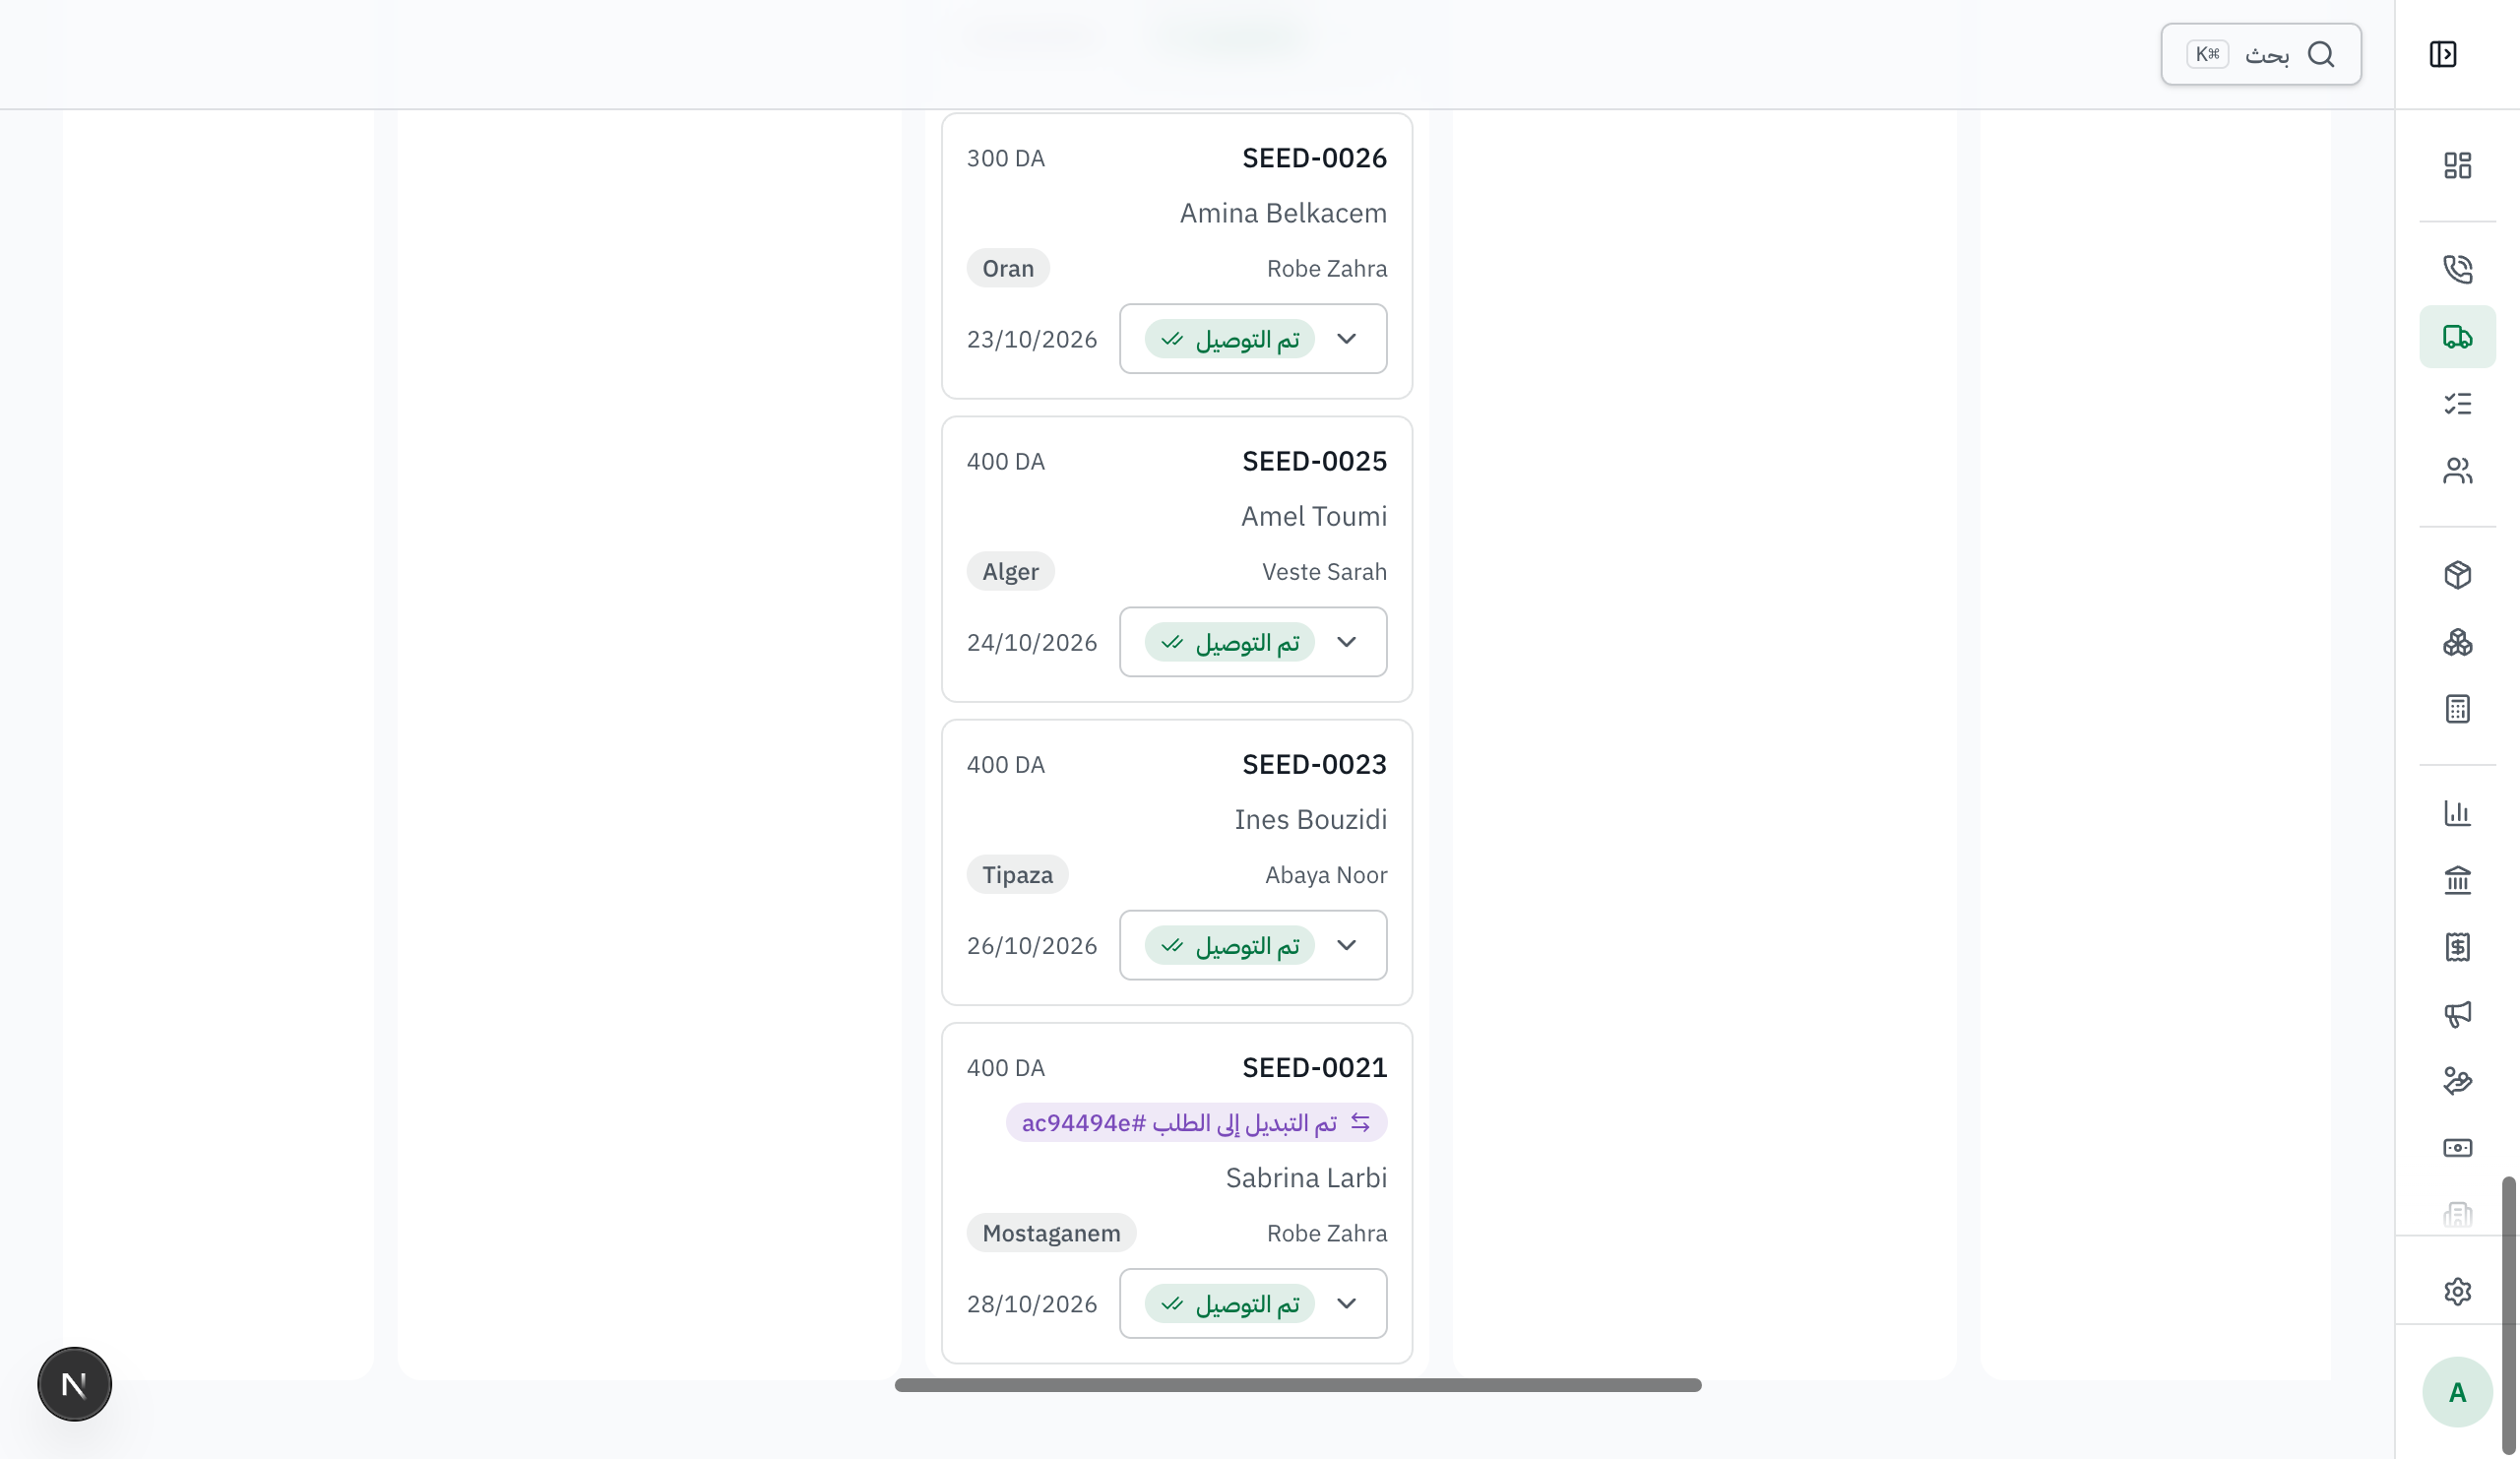 بحث ⌘K
SEED-0026 300 DA
Amina Belkacem
Robe Zahra Oran
تم التوصيل 23/10/2026
SEED-0025 400 DA
Amel Toumi
Veste Sarah Alger
تم التوصيل 24/10/2026
SEED-0023 400 DA
Ines Bouzidi
Abaya Noor Tipaza
تم التوصيل 26/10/2026
SEED-0021 400 DA
تم التبديل إلى الطلب #ac94494e
Sabrina Larbi
Robe Zahra Mostaganem
تم التوصيل 28/10/2026
N
A